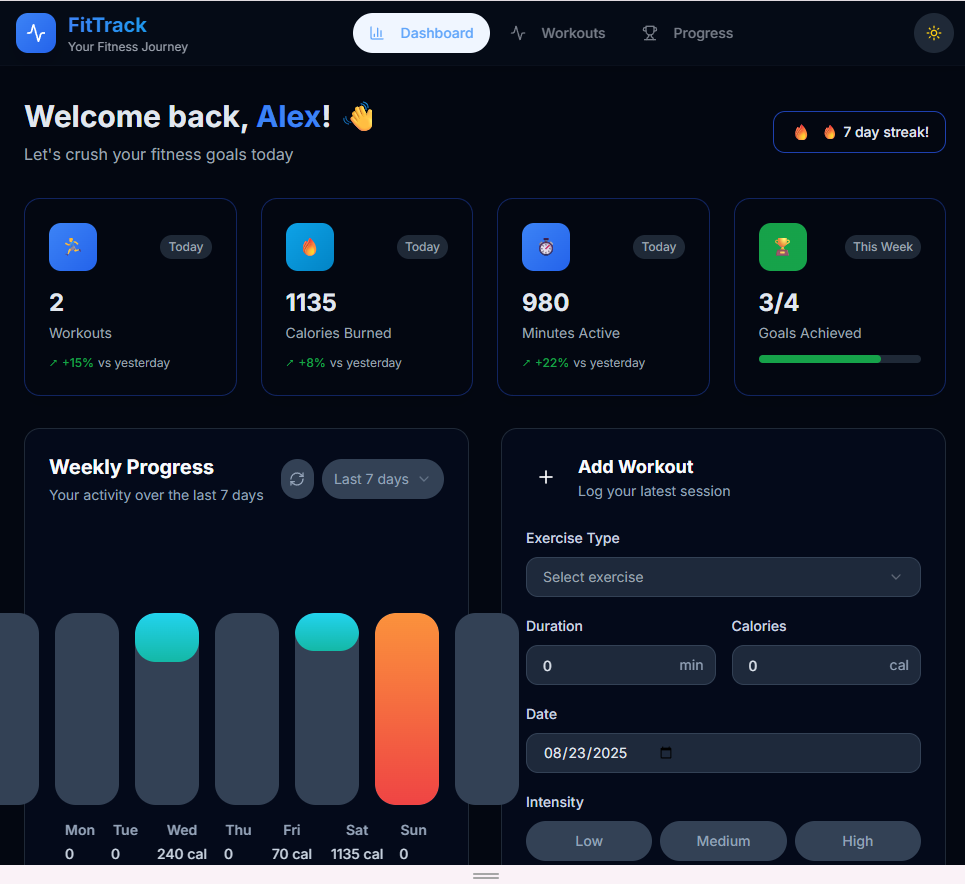 FitTrack
Your Fitness Journey
Dashboard
Workouts
Progress
Welcome back, Alex! 👋
Let's crush your fitness goals today
🔥 🔥 7 day streak!
Today
2
Workouts
↗ +15% vs yesterday
Today
1135
Calories Burned
↗ +8% vs yesterday
Today
980
Minutes Active
↗ +22% vs yesterday
This Week
3/4
Goals Achieved
Weekly Progress
Your activity over the last 7 days
Last 7 days
Mon Tue Wed Thu Fri Sat Sun
0 0 240 cal 0 70 cal 1135 cal 0
Add Workout
Log your latest session
Exercise Type
Select exercise
Duration Calories
0 min 0 cal
Date
08/23/2025
Intensity
Low Medium High